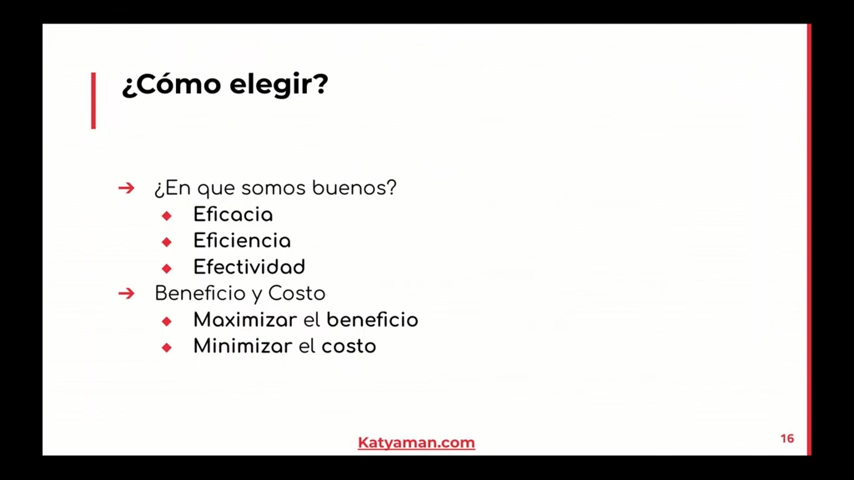 ¿Cómo elegir?
¿En que somos buenos?
Eficacia
Eficiencia
Efectividad
Beneficio y Costo
Maximizar el beneficio
Minimizar el costo
Katyaman.com
16